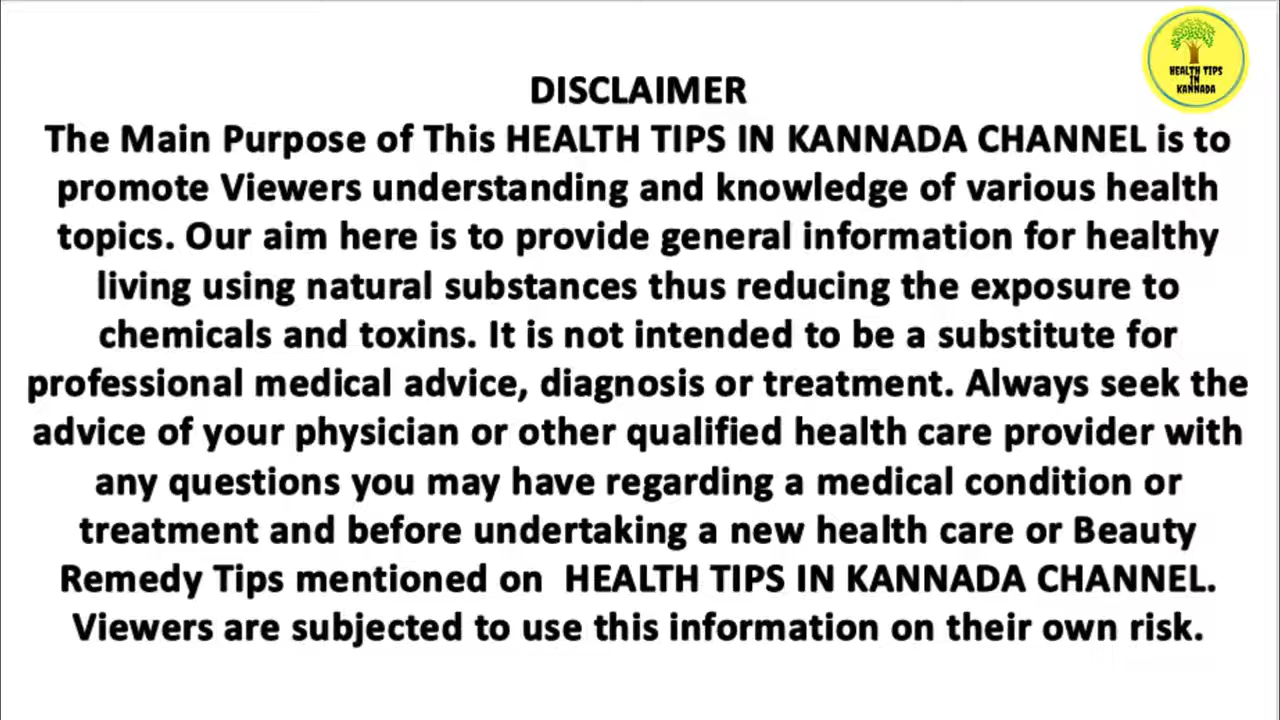 HEALTH TIPS
IN
KANNADA
DISCLAIMER
The Main Purpose of This HEALTH TIPS IN KANNADA CHANNEL is to
promote Viewers understanding and knowledge of various health
topics. Our aim here is to provide general information for healthy
living using natural substances thus reducing the exposure to
chemicals and toxins. It is not intended to be a substitute for
professional medical advice, diagnosis or treatment. Always seek the
advice of your physician or other qualified health care provider with
any questions you may have regarding a medical condition or
treatment and before undertaking a new health care or Beauty
Remedy Tips mentioned on  HEALTH TIPS IN KANNADA CHANNEL.
Viewers are subjected to use this information on their own risk.